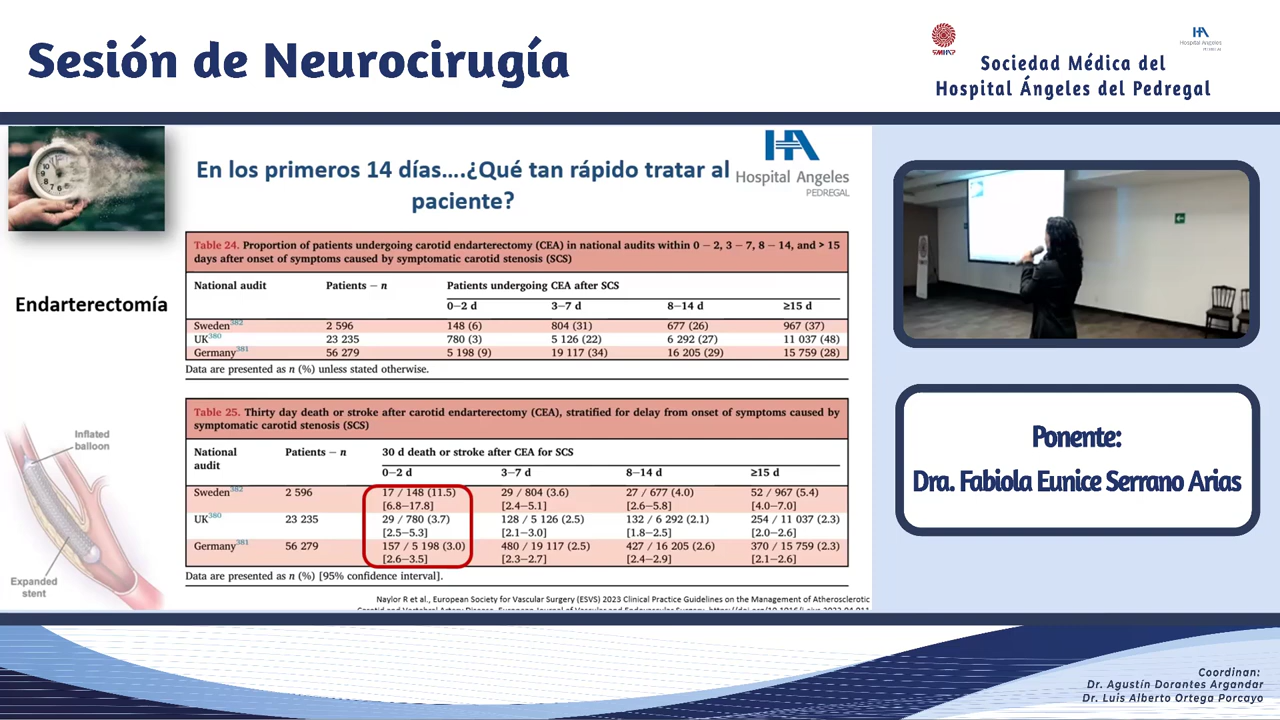 Sesión de Neurocirugía
HA
Hospital Angeles
Sociedad Médica del
Hospital Ángeles del Pedregal
En los primeros 14 días....¿Qué tan rápido tratar al
paciente?
HA
Hospital Angeles
PEDREGAL
Endarterectomía
Table 24. Proportion of patients undergoing carotid endarterectomy (CEA) in national audits within 0 – 2, 3 – 7, 8 – 14, and > 15
days after onset of symptoms caused by symptomatic carotid stenosis (SCS)
National audit Patients – n Patients undergoing CEA after SCS
0–2 d 3–7 d 8–14 d ≥15 d
Sweden382 2 596 148 (6) 804 (31) 677 (26) 967 (37)
UK380 23 235 780 (3) 5 126 (22) 6 292 (27) 11 037 (48)
Germany381 56 279 5 198 (9) 19 117 (34) 16 205 (29) 15 759 (28)
Data are presented as n (%) unless stated otherwise.
Table 25. Thirty day death or stroke after carotid endarterectomy (CEA), stratified for delay from onset of symptoms caused by
symptomatic carotid stenosis (SCS)
National Patients – n 30 d death or stroke after CEA for SCS
audit
0–2 d 3–7 d 8–14 d ≥15 d
Sweden382 2 596 17 / 148 (11.5) 29 / 804 (3.6) 27 / 677 (4.0) 52 / 967 (5.4)
[6.8–17.8] [2.4–5.1] [2.6–5.8] [4.0–7.0]
UK380 23 235 29 / 780 (3.7) 128 / 5 126 (2.5) 132 / 6 292 (2.1) 254 / 11 037 (2.3)
[2.5–5.3] [2.1–3.0] [1.8–2.5] [2.0–2.6]
Germany381 56 279 157 / 5 198 (3.0) 480 / 19 117 (2.5) 427 / 16 205 (2.6) 370 / 15 759 (2.3)
[2.6–3.5] [2.3–2.7] [2.4–2.9] [2.1–2.6]
Data are presented as n (%) [95% confidence interval].
Inflated
balloon
Expanded
stent
Naylor R et al., European Society for Vascular Surgery (ESVS) 2023 Clinical Practice Guidelines on the Management of Atherosclerotic
Carotid and Vertebral Artery Disease, European Journal of Vascular and Endovascular Surgery,
Ponente:
Dra. Fabiola Eunice Serrano Arias
Coordinan:
Dr. Agustín Dorantes Argandar
Dr. Luis Alberto Ortega Porcayo